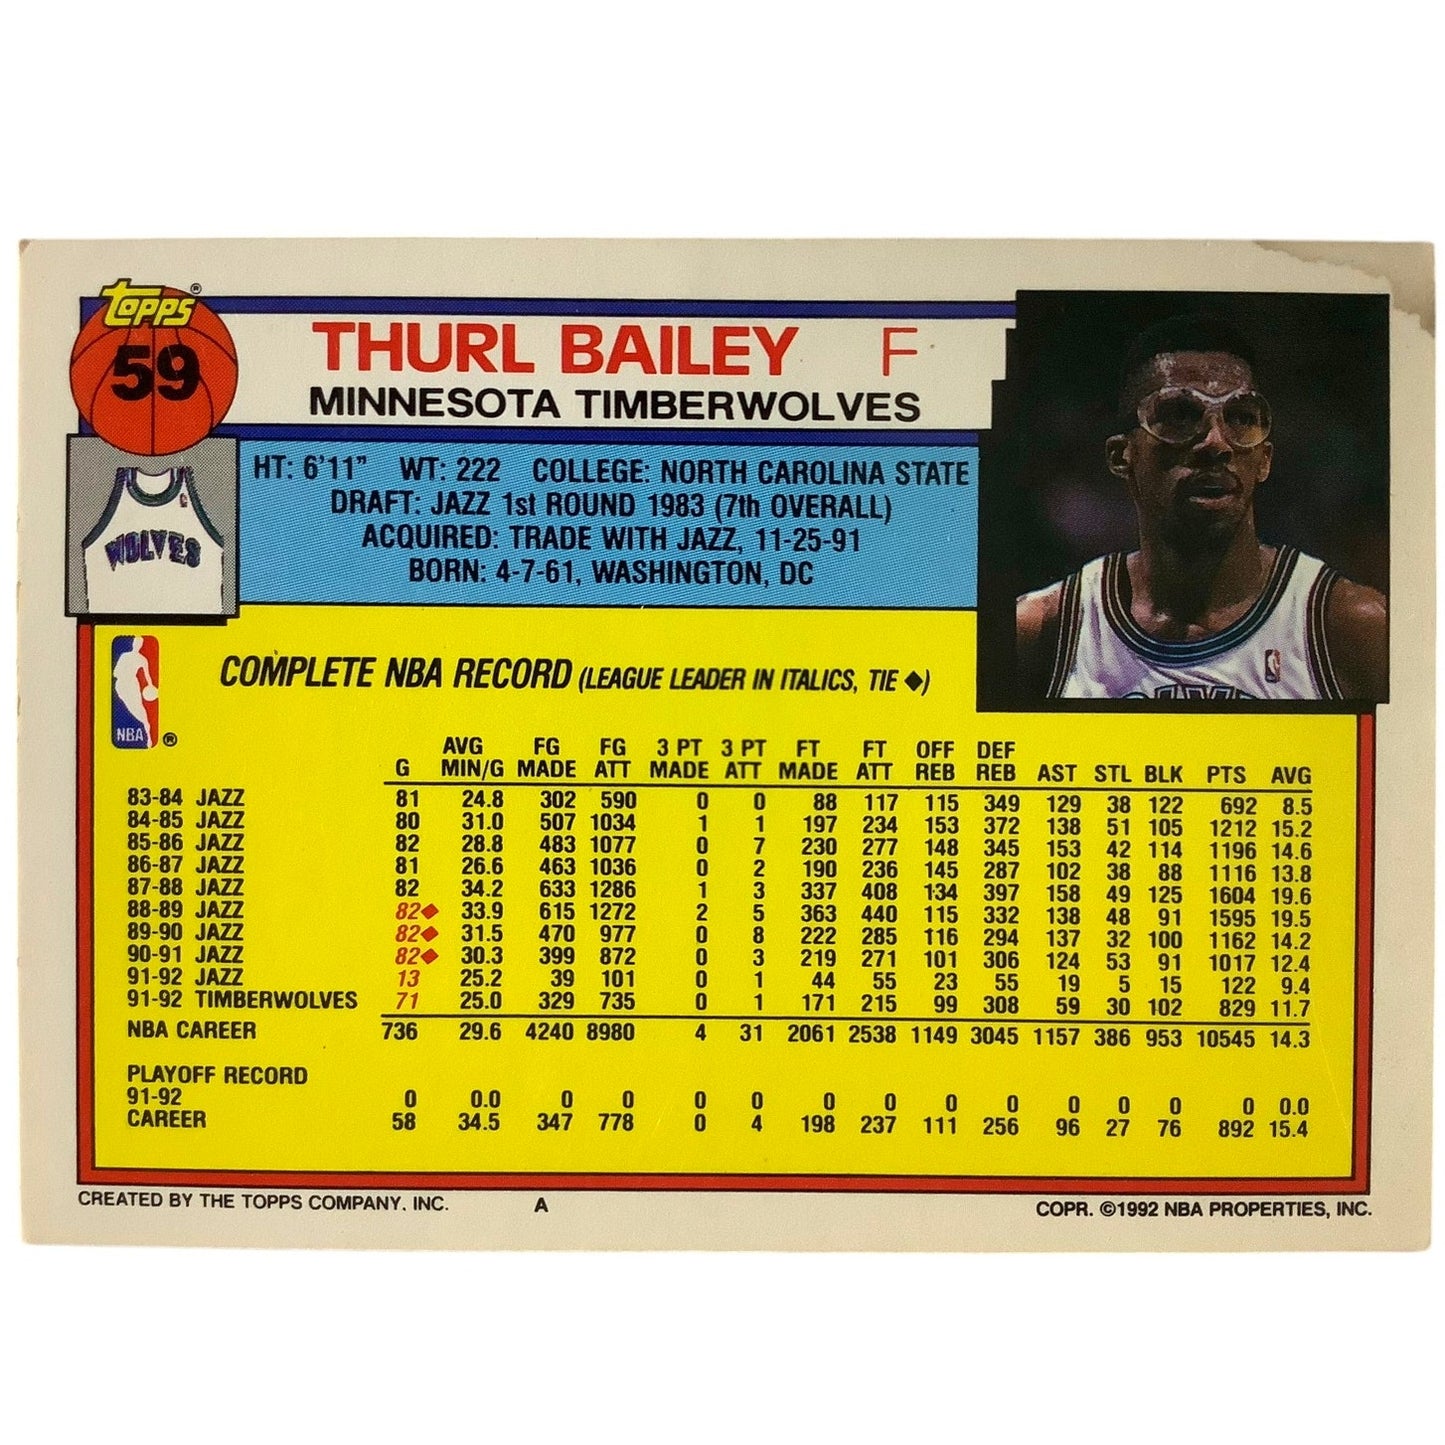 Topps®
59
THURL BAILEY F
MINNESOTA TIMBERWOLVES
WOLVES
HT: 6'11" WT: 222 COLLEGE: NORTH CAROLINA STATE
DRAFT: JAZZ 1st ROUND 1983 (7th OVERALL)
ACQUIRED: TRADE WITH JAZZ, 11-25-91
BORN: 4-7-61, WASHINGTON, DC
NBA ®
COMPLETE NBA RECORD (LEAGUE LEADER IN ITALICS, TIE ◆)
AVG FG FG 3 PT 3 PT FT FT OFF DEF
G MIN/G MADE ATT MADE ATT MADE ATT REB REB AST STL BLK PTS AVG
83-84 JAZZ 81 24.8 302 590 0 0 88 117 115 349 129 38 122 692 8.5
84-85 JAZZ 80 31.0 507 1034 1 1 197 234 153 372 138 51 105 1212 15.2
85-86 JAZZ 82 28.8 483 1077 0 7 230 277 148 345 153 42 114 1196 14.6
86-87 JAZZ 81 26.6 463 1036 0 2 190 236 145 287 102 38 88 1116 13.8
87-88 JAZZ 82 34.2 633 1286 1 3 337 408 134 397 158 49 125 1604 19.6
88-89 JAZZ 82◆ 33.9 615 1272 2 5 363 440 115 332 138 48 91 1595 19.5
89-90 JAZZ 82◆ 31.5 470 977 0 8 222 285 116 294 137 32 100 1162 14.2
90-91 JAZZ 82◆ 30.3 399 872 0 3 219 271 101 306 124 53 91 1017 12.4
91-92 JAZZ 13 25.2 39 101 0 1 44 55 23 55 19 5 15 122 9.4
91-92 TIMBERWOLVES 71 25.0 329 735 0 1 171 215 99 308 59 30 102 829 11.7
NBA CAREER 736 29.6 4240 8980 4 31 2061 2538 1149 3045 1157 386 953 10545 14.3
PLAYOFF RECORD
91-92 0 0.0 0 0 0 0 0 0 0 0 0 0 0 0 0.0
CAREER 58 34.5 347 778 0 4 198 237 111 256 96 27 76 892 15.4
CREATED BY THE TOPPS COMPANY, INC. A COPR. ©1992 NBA PROPERTIES, INC.